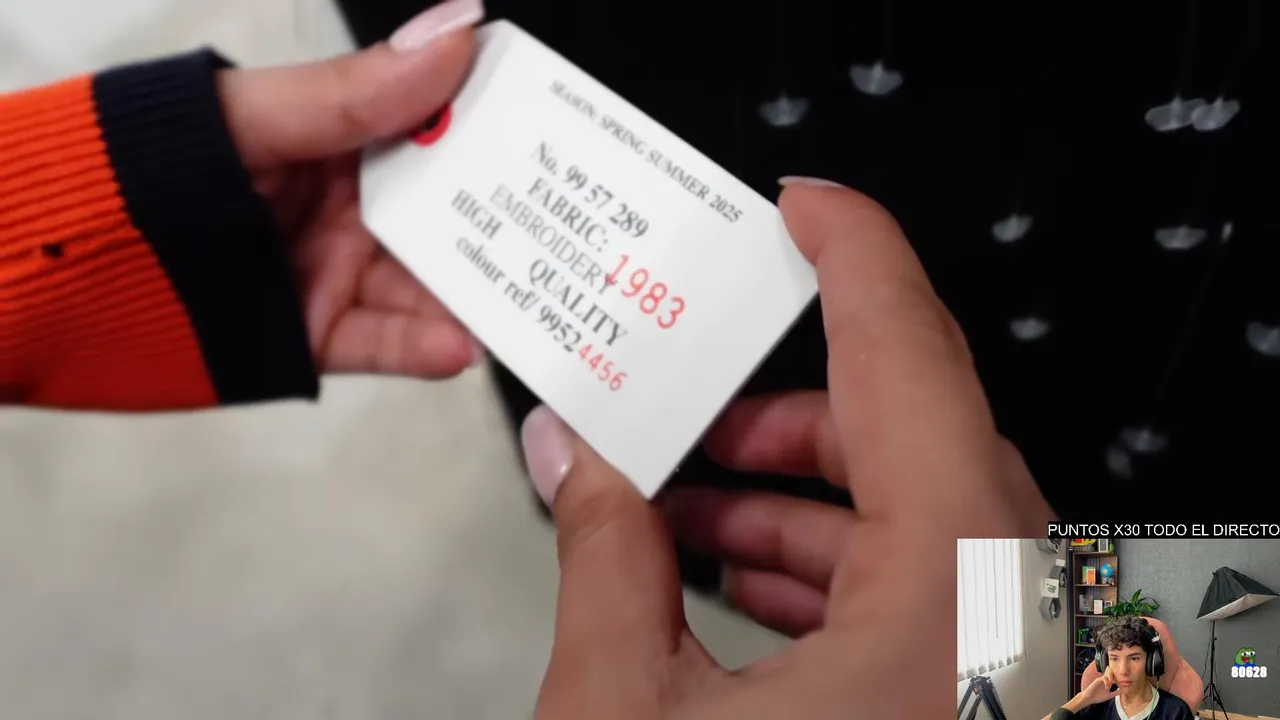 SEASON: SPRING SUMMER 2025
No. 99 57 289
FABRIC:
EMBROIDERY 1983
HIGH QUALITY
colour ref/ 9952 4456
PUNTOS X30 TODO EL DIRECTO
80628